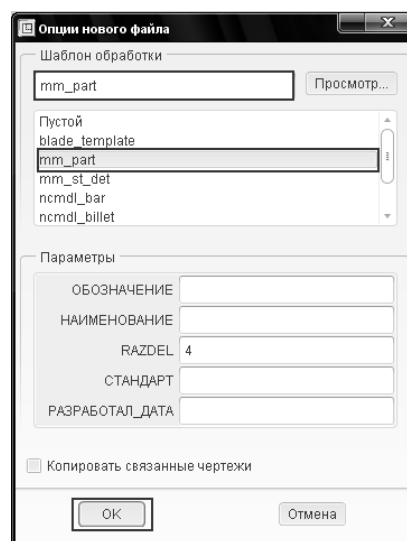 Опции нового файла
Шаблон обработки
mm_part
Просмотр...
Пустой
blade_template
mm_part
mm_st_det
ncmdl_bar
ncmdl_billet
Параметры
ОБОЗНАЧЕНИЕ
НАИМЕНОВАНИЕ
RAZDEL 4
СТАНДАРТ
РАЗРАБОТАЛ_ДАТА
Копировать связанные чертежи
OK Отмена